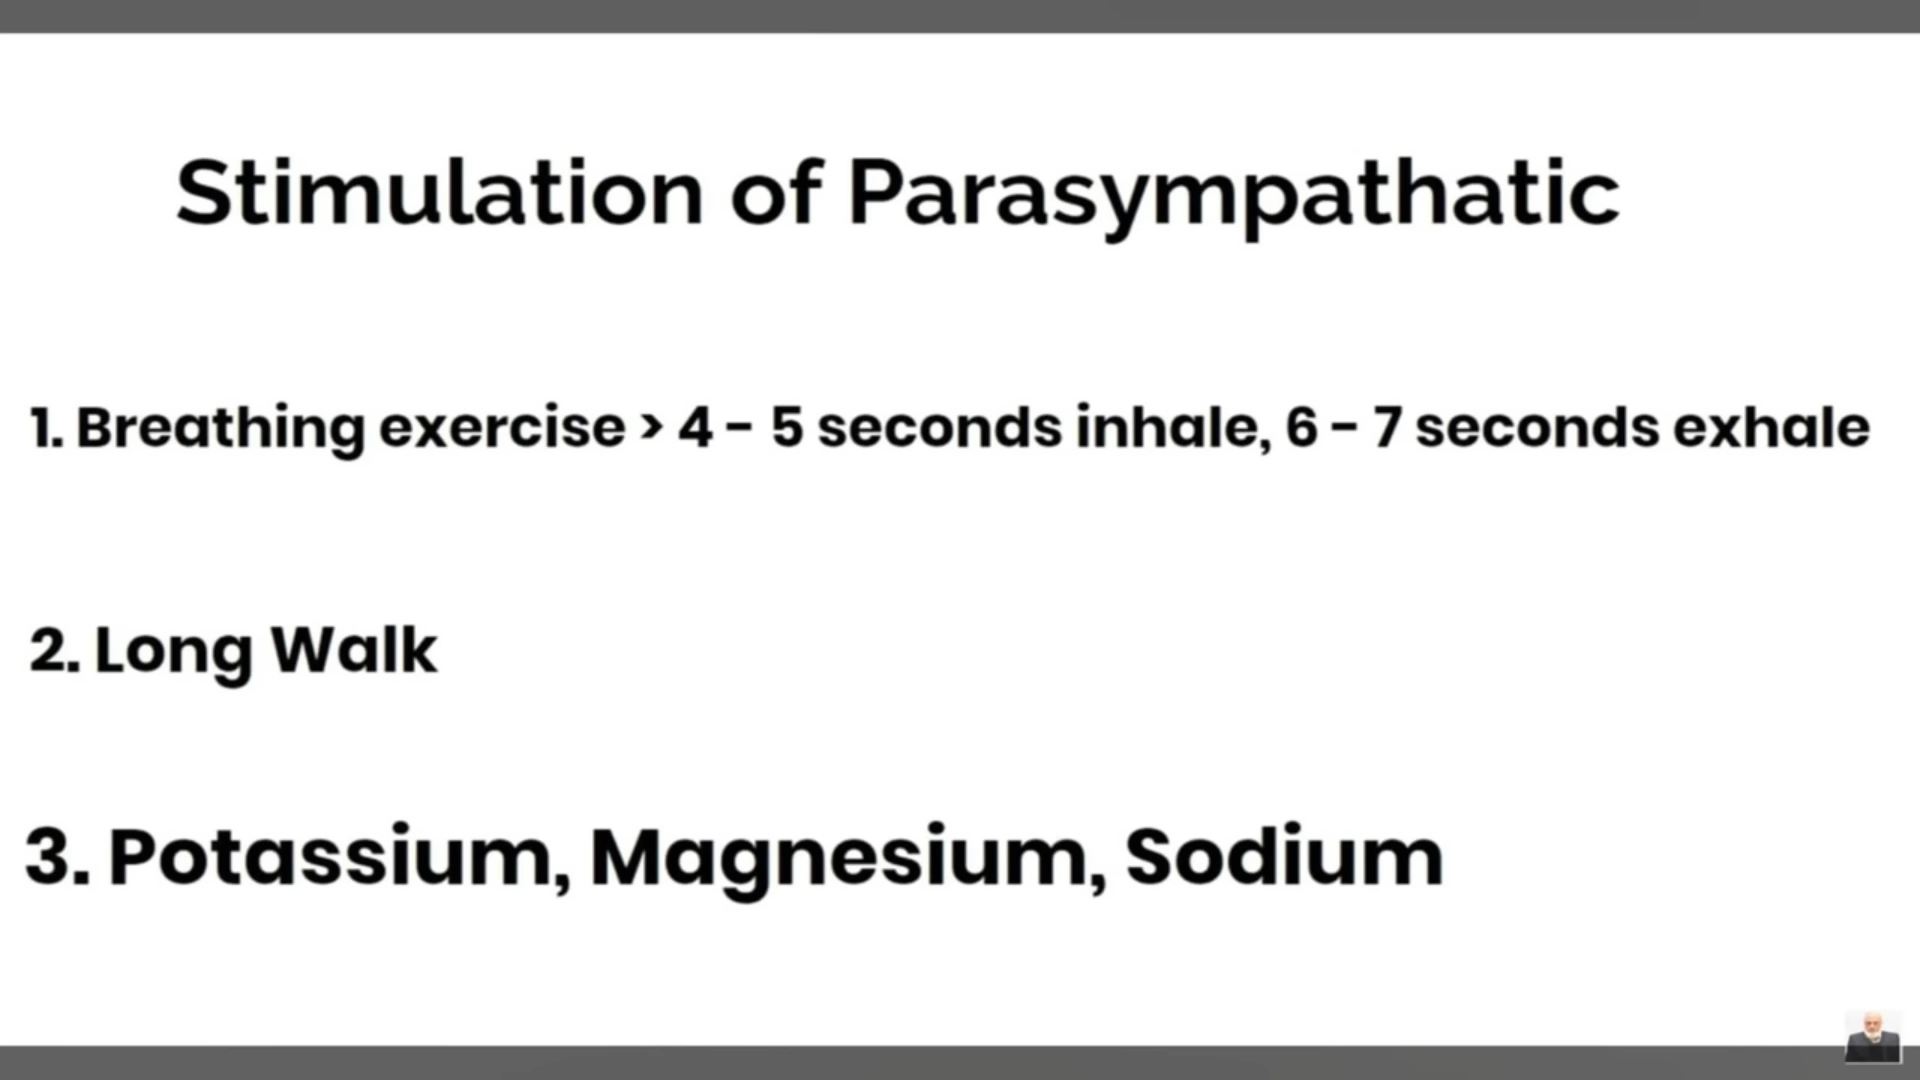 Stimulation of Parasympathatic
1. Breathing exercise > 4 - 5 seconds inhale, 6 - 7 seconds exhale
2. Long Walk
3. Potassium, Magnesium, Sodium